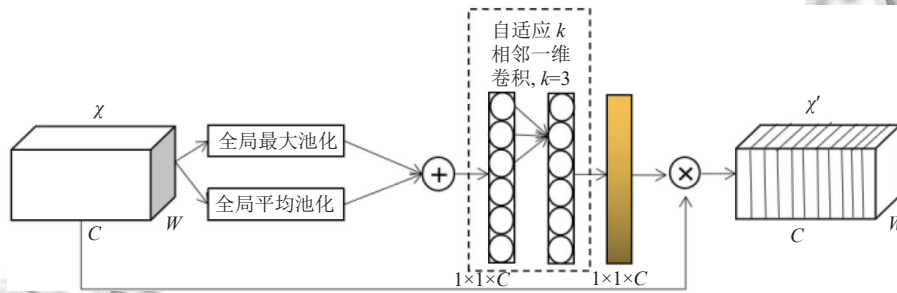 自适应 k
相邻一维
卷积, k=3
χ
全局最大池化
全局平均池化
C
W
+
1×1×C
1×1×C
×
χ′
C
W